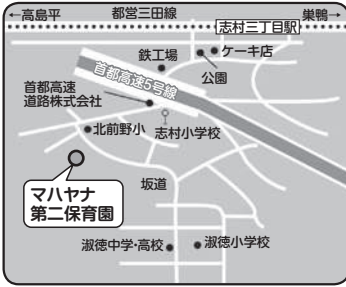 ←高島平 都営三田線 巣鴨→
志村三丁目駅
鉄工場
ケーキ店
公園
首都高速5号線
首都高速
道路株式会社
北前野小
志村小学校
坂道
マハヤナ
第二保育園
淑徳中学・高校
淑徳小学校